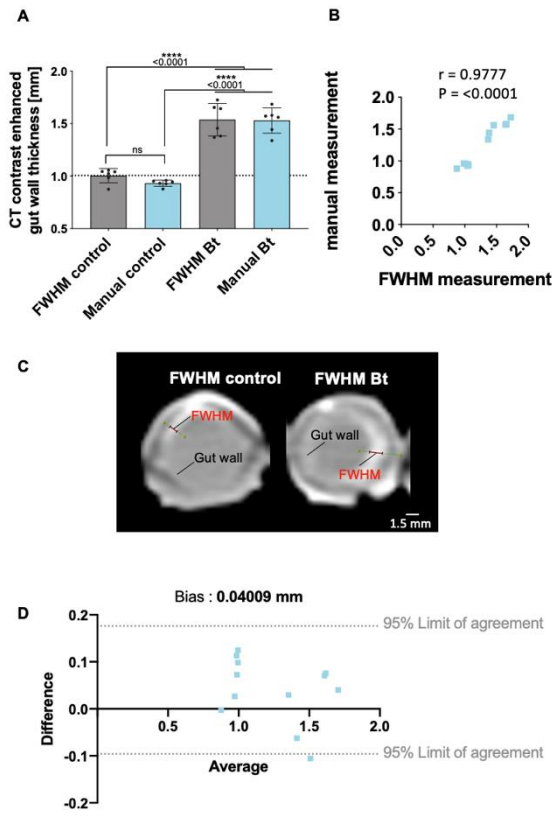 A
****
<0.0001
****
<0.0001
ns
CT contrast enhanced
gut wall thickness [mm]
2.0
1.5
1.0
0.5
FWHM control
Manual control
FWHM Bt
Manual Bt
B
r = 0.9777
P = <0.0001
manual measurement
2.0
1.5
1.0
0.5
0.0
0.0
0.5
1.0
1.5
2.0
FWHM measurement
C
FWHM control
FWHM Bt
FWHM
Gut wall
Gut wall
FWHM
1.5 mm
D
Bias : 0.04009 mm
Difference
0.2
0.1
0.0
-0.1
-0.2
95% Limit of agreement
0.5
1.0
1.5
2.0
95% Limit of agreement
Average